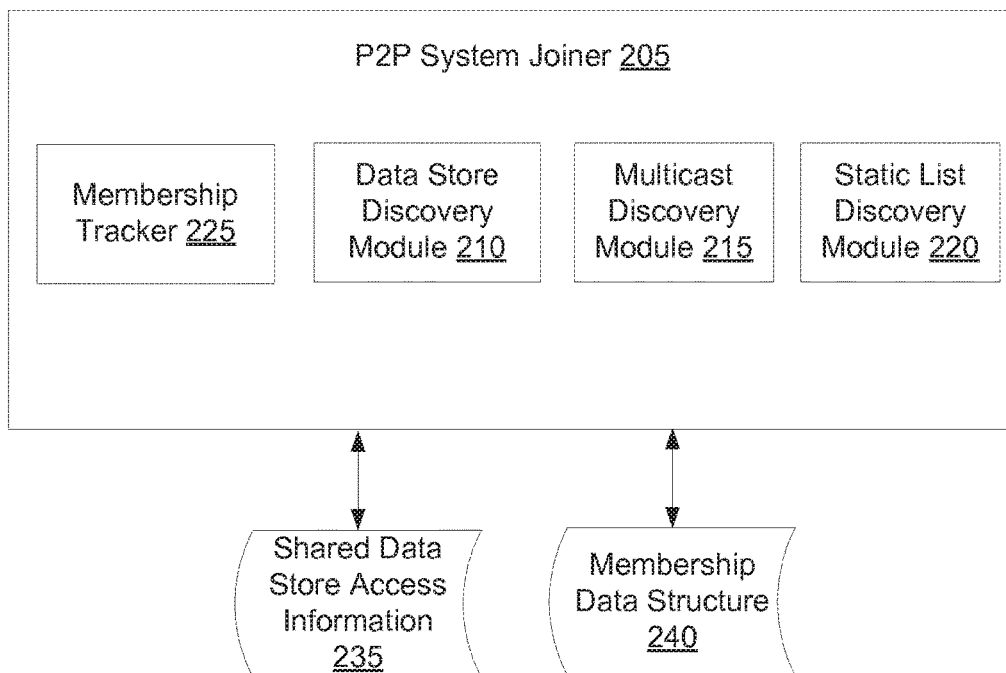 P2P System Joiner 205
Membership
Tracker 225
Data Store
Discovery
Module 210
Multicast
Discovery
Module 215
Static List
Discovery
Module 220
Shared Data
Store Access
Information
235
Membership
Data Structure
240